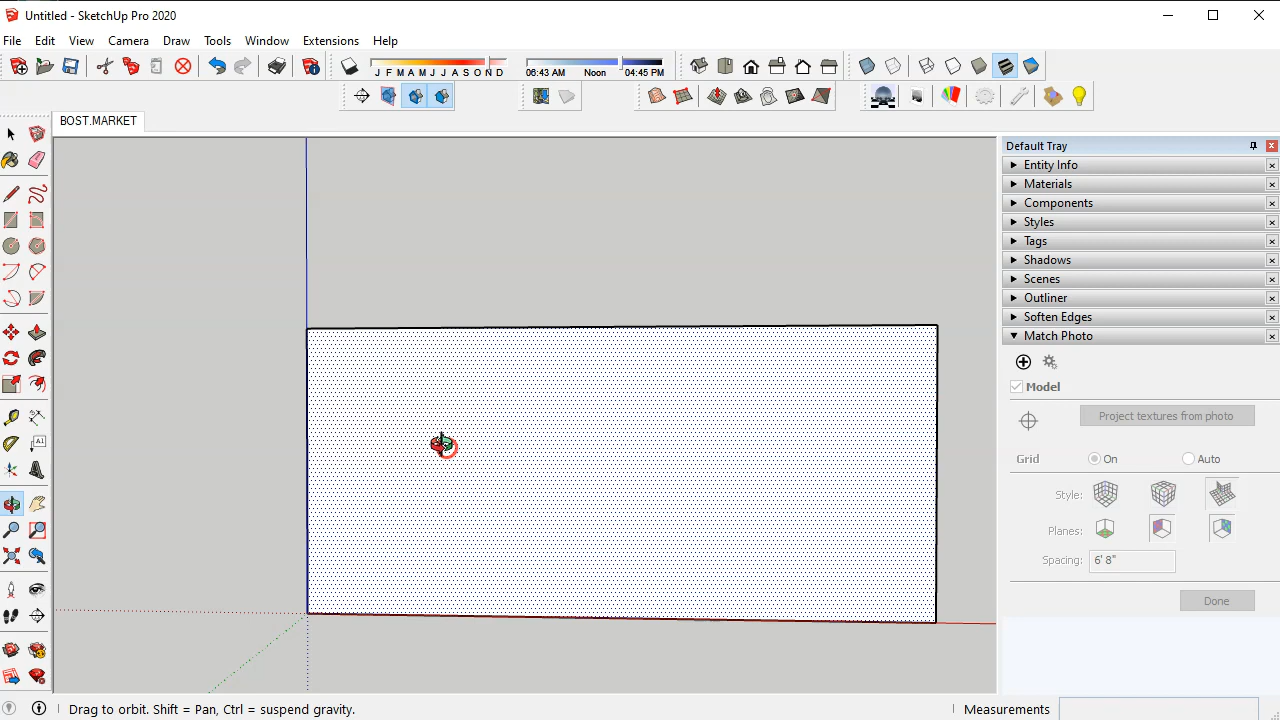 Untitled - SketchUp Pro 2020
File Edit View Camera Draw Tools Window Extensions Help
J F M A M J J A S O N D 06:43 AM Noon 04:45 PM
BOST.MARKET
Default Tray
Entity Info
Materials
Components
Styles
Tags
Shadows
Scenes
Outliner
Soften Edges
Match Photo
Model
Project textures from photo
Grid On Auto
Style:
Planes:
Spacing: 6' 8"
Done
A1
Drag to orbit. Shift = Pan, Ctrl = suspend gravity. Measurements